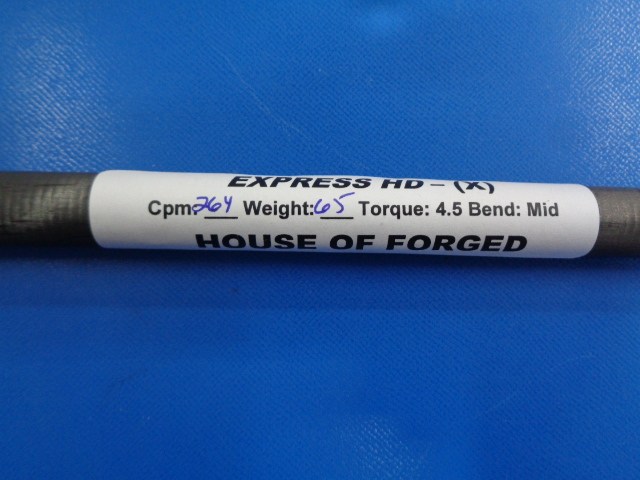 EXPRESS HD – (X)
Cpm:264 Weight:65 Torque: 4.5 Bend: Mid
HOUSE OF FORGED